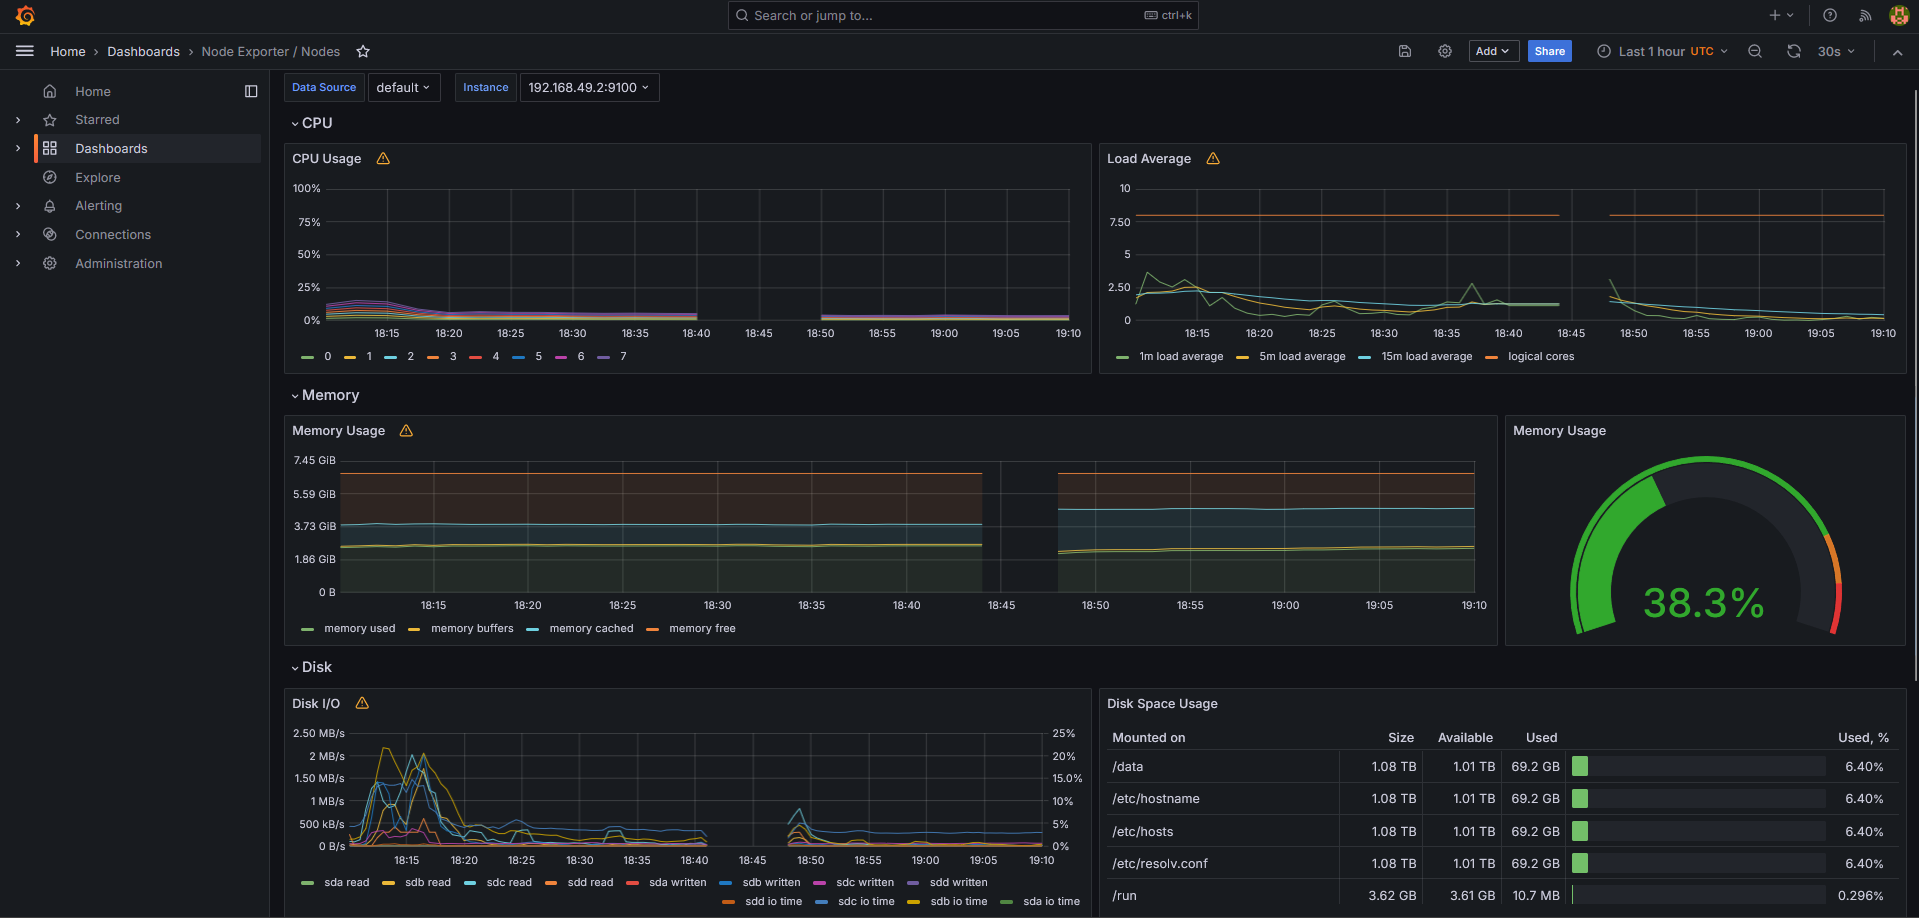 Search or jump to... ctrl+k
Home › Dashboards › Node Exporter / Nodes
Add Share Last 1 hour UTC 30s
Home
Starred
Dashboards
Explore
Alerting
Connections
Administration
Data Source default Instance 192.168.49.2:9100
CPU
CPU Usage
100%
75%
50%
25%
0%
18:15 18:20 18:25 18:30 18:35 18:40 18:45 18:50 18:55 19:00 19:05 19:10
0 1 2 3 4 5 6 7
Load Average
10
7.50
5
2.50
0
18:15 18:20 18:25 18:30 18:35 18:40 18:45 18:50 18:55 19:00 19:05 19:10
1m load average 5m load average 15m load average logical cores
Memory
Memory Usage
7.45 GiB
5.59 GiB
3.73 GiB
1.86 GiB
0 B
18:15 18:20 18:25 18:30 18:35 18:40 18:45 18:50 18:55 19:00 19:05 19:10
memory used memory buffers memory cached memory free
Memory Usage
38.3%
Disk
Disk I/O
2.50 MB/s 25%
2 MB/s 20%
1.50 MB/s 15.0%
1 MB/s 10%
500 kB/s 5%
0 B/s 0%
18:15 18:20 18:25 18:30 18:35 18:40 18:45 18:50 18:55 19:00 19:05 19:10
sda read sdb read sdc read sdd read sda written sdb written sdc written sdd written
sdd io time sdc io time sdb io time sda io time
Disk Space Usage
Mounted on Size Available Used Used, %
/data 1.08 TB 1.01 TB 69.2 GB 6.40%
/etc/hostname 1.08 TB 1.01 TB 69.2 GB 6.40%
/etc/hosts 1.08 TB 1.01 TB 69.2 GB 6.40%
/etc/resolv.conf 1.08 TB 1.01 TB 69.2 GB 6.40%
/run 3.62 GB 3.61 GB 10.7 MB 0.296%